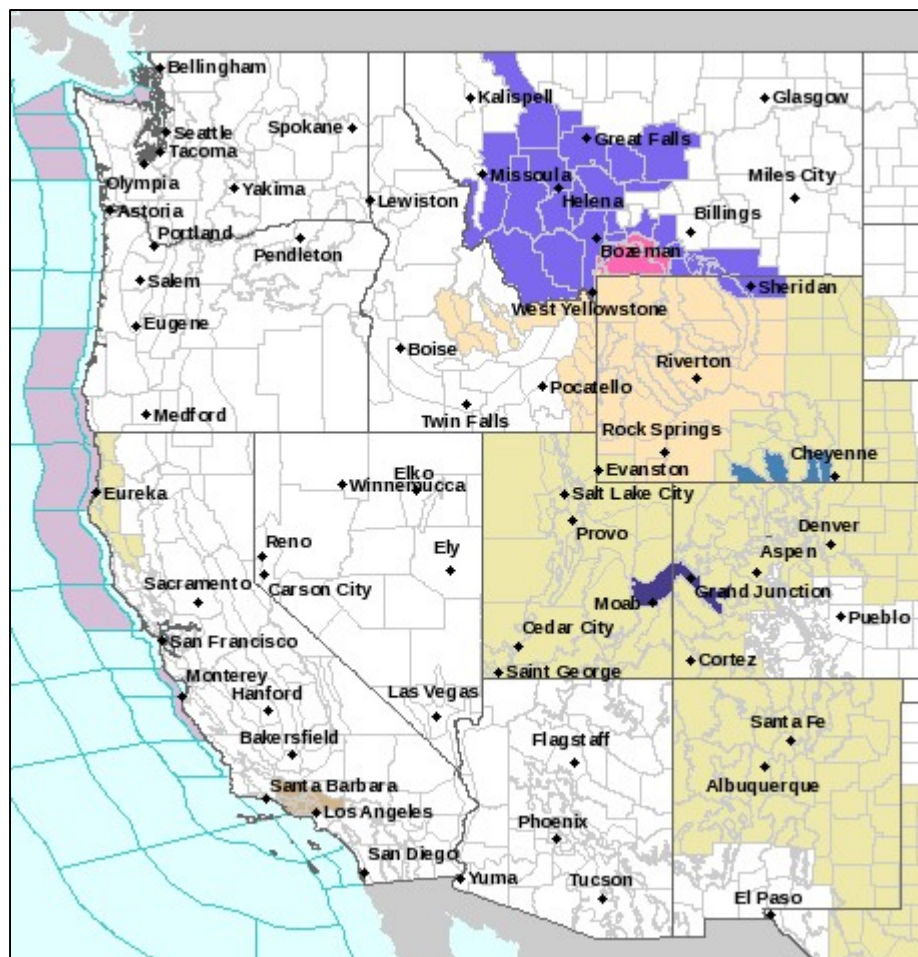 Bellingham
Kalispell
Glasgow
Seattle
Spokane
Great Falls
Tacoma
Missoula
Olympia
Yakima
Helena
Miles City
Lewiston
Astoria
Billings
Portland
Pendleton
Bozeman
Salem
Sheridan
West Yellowstone
Eugene
Boise
Riverton
Pocatello
Medford
Twin Falls
Rock Springs
Cheyenne
Elko
Evanston
Winnemucca
Eureka
Salt Lake City
Provo
Denver
Reno
Ely
Aspen
Sacramento
Carson City
Grand Junction
Moab
Pueblo
San Francisco
Cedar City
Cortez
Saint George
Monterey
Hanford
Las Vegas
Santa Fe
Flagstaff
Bakersfield
Albuquerque
Santa Barbara
Los Angeles
Phoenix
San Diego
Yuma
Tucson
El Paso